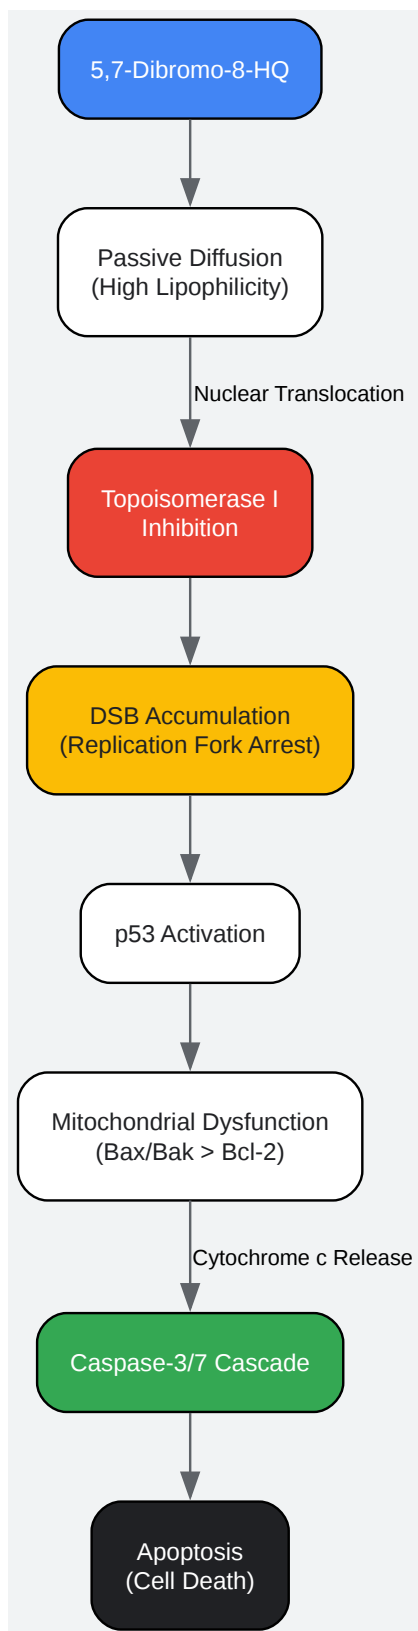 5,7-Dibromo-8-HQ
Passive Diffusion
(High Lipophilicity)
Nuclear Translocation
Topoisomerase I
Inhibition
DSB Accumulation
(Replication Fork Arrest)
p53 Activation
Mitochondrial Dysfunction
(Bax/Bak > Bcl-2)
Cytochrome c Release
Caspase-3/7 Cascade
Apoptosis
(Cell Death)